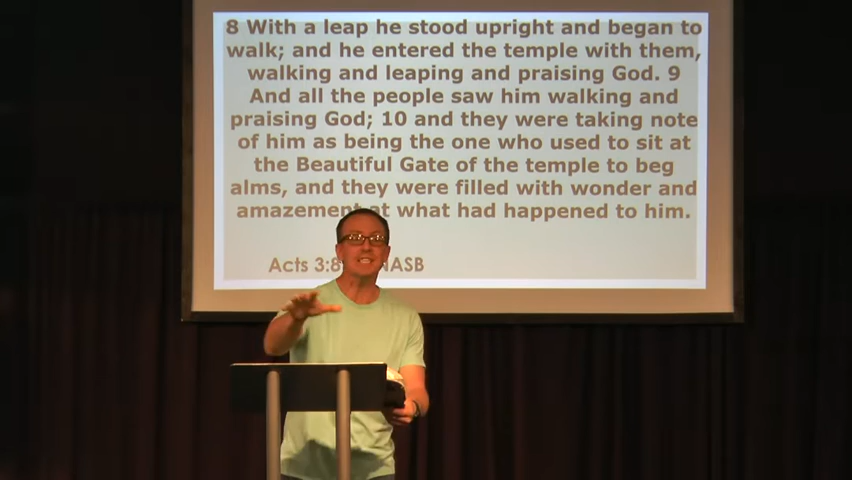 8 With a leap he stood upright and began to
walk; and he entered the temple with them,
walking and leaping and praising God. 9
And all the people saw him walking and
praising God; 10 and they were taking note
of him as being the one who used to sit at
the Beautiful Gate of the temple to beg
alms, and they were filled with wonder and
amazement at what had happened to him.
Acts 3:8 NASB